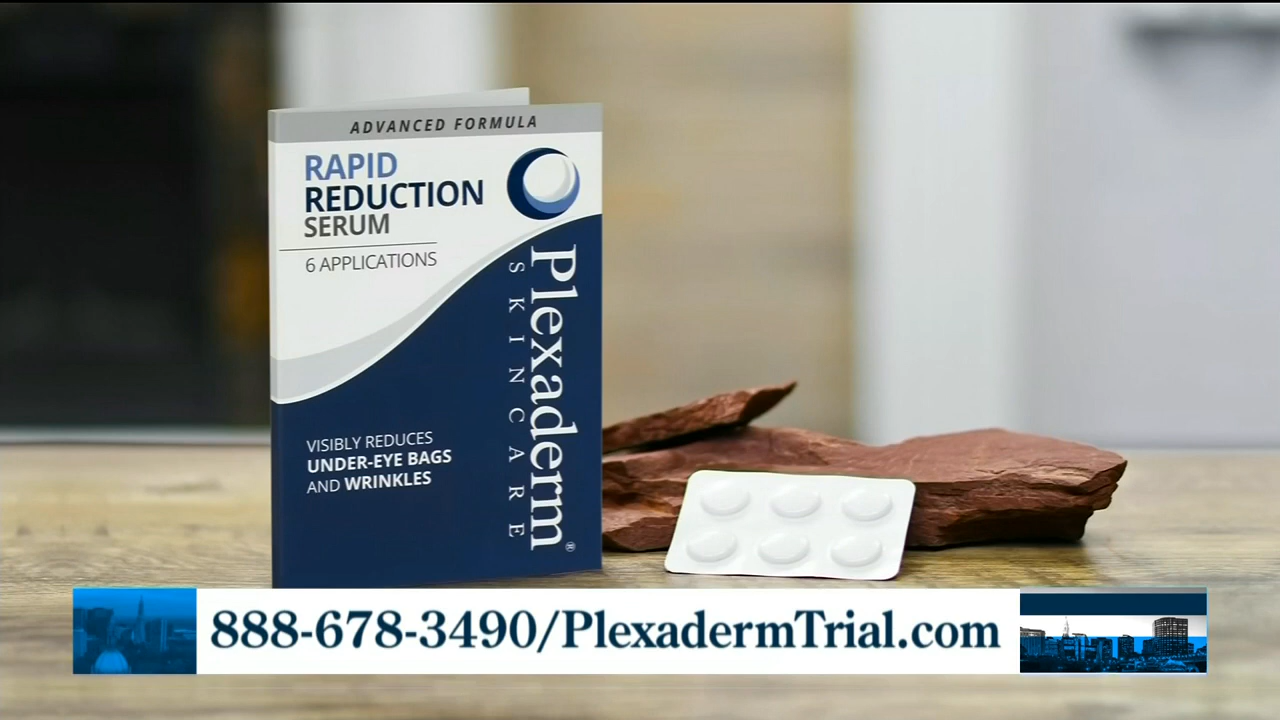 ADVANCED FORMULA
RAPID
REDUCTION
SERUM
6 APPLICATIONS
Plexaderm®
SKINCARE
VISIBLY REDUCES
UNDER-EYE BAGS
AND WRINKLES
888-678-3490/PlexadermTrial.com